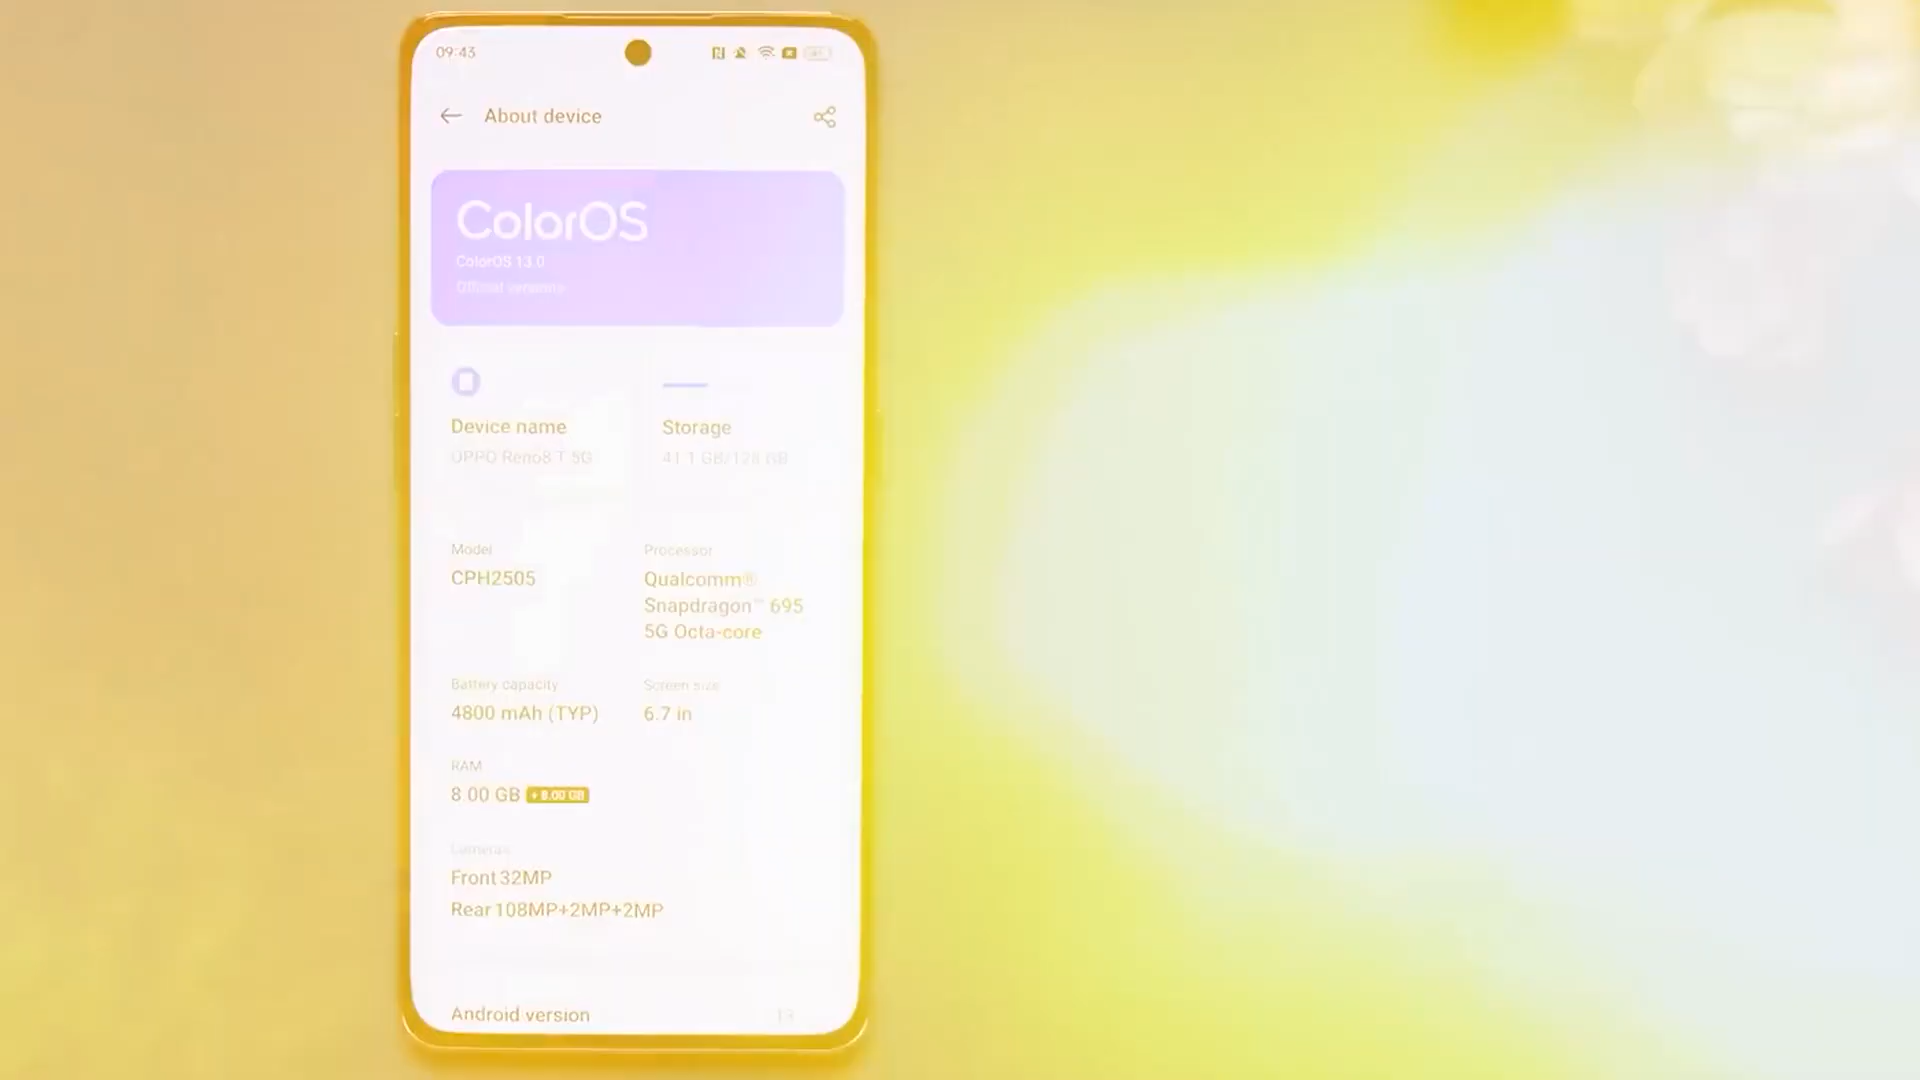 09:43
About device
ColorOS
ColorOS 13.0
Official versions
Device name
OPPO Reno8 T 5G
Storage
41.1 GB/128 GB
Model
CPH2505
Processor
Qualcomm®
Snapdragon™ 695
5G Octa-core
Battery capacity
4800 mAh (TYP)
Screen size
6.7 in
RAM
8.00 GB + 8.00 GB
Cameras
Front 32MP
Rear 108MP+2MP+2MP
Android version
13